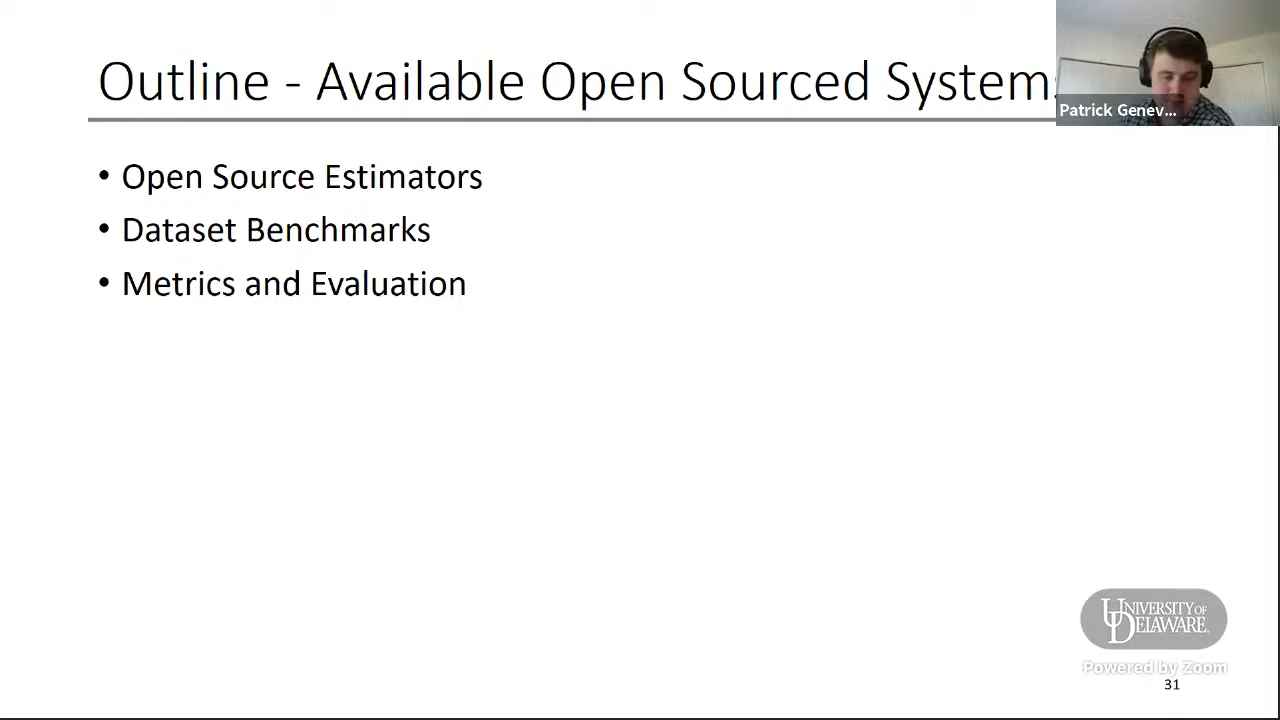 Outline - Available Open Sourced System
Patrick Genev...
• Open Source Estimators
• Dataset Benchmarks
• Metrics and Evaluation
UNIVERSITY OF
DELAWARE.
Powered by Zoom
31